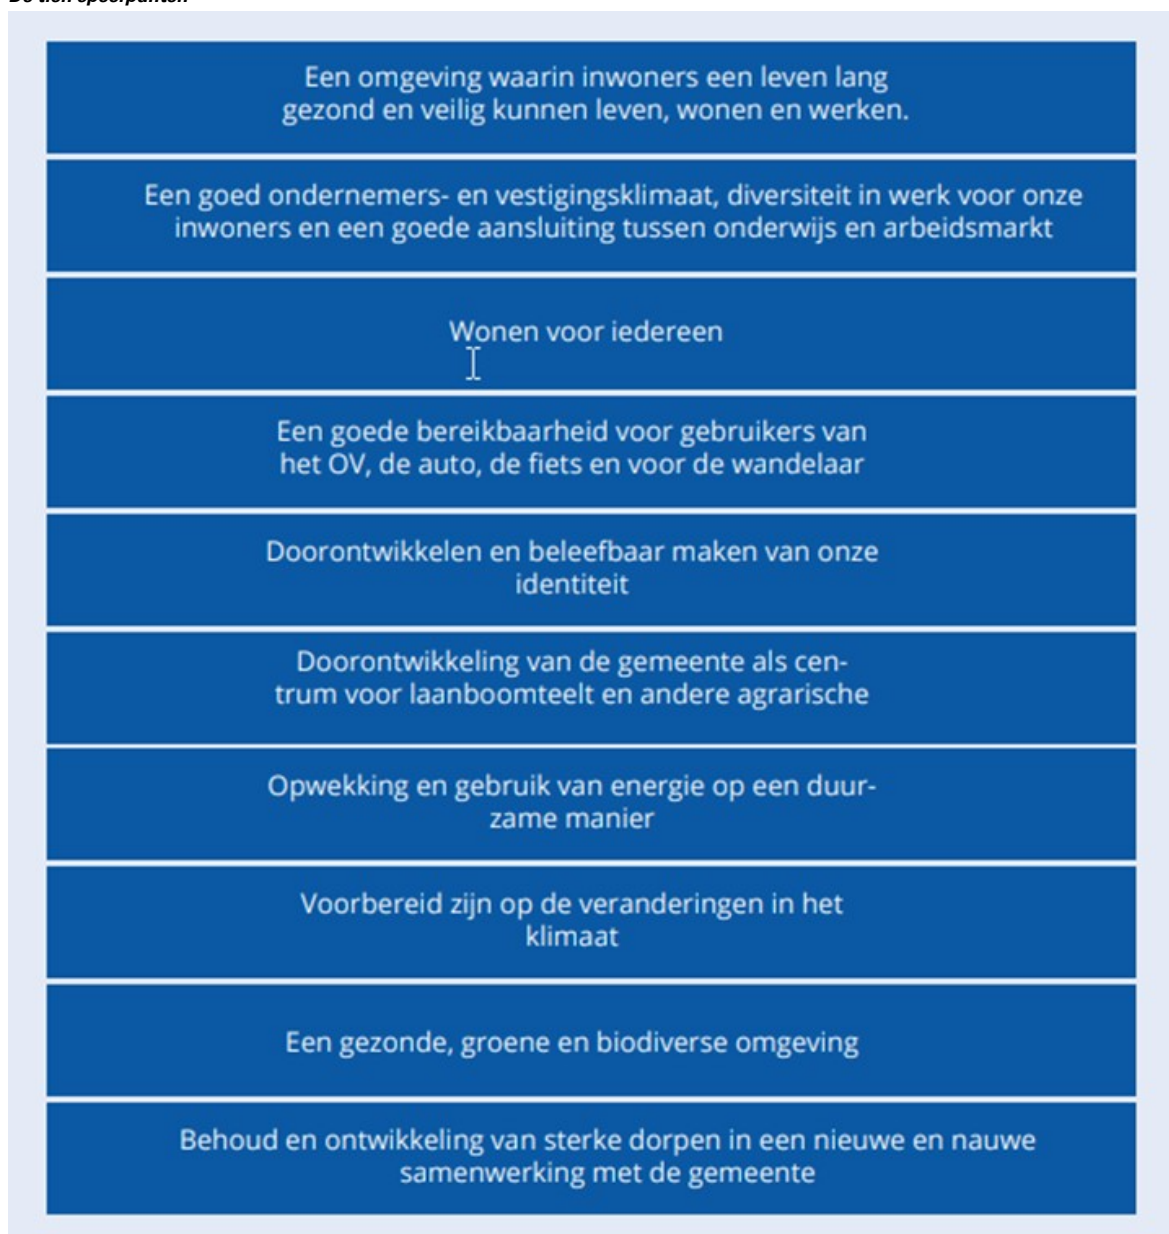 De tien speerpunten
Een omgeving waarin inwoners een leven lang
gezond en veilig kunnen leven, wonen en werken.
Een goed ondernemers- en vestigingsklimaat, diversiteit in werk voor onze
inwoners en een goede aansluiting tussen onderwijs en arbeidsmarkt
Wonen voor iedereen
Een goede bereikbaarheid voor gebruikers van
het OV, de auto, de fiets en voor de wandelaar
Doorontwikkelen en beleefbaar maken van onze
identiteit
Doorontwikkeling van de gemeente als cen-
trum voor laanboomteelt en andere agrarische
Opwekking en gebruik van energie op een duur-
zame manier
Voorbereid zijn op de veranderingen in het
klimaat
Een gezonde, groene en biodiverse omgeving
Behoud en ontwikkeling van sterke dorpen in een nieuwe en nauwe
samenwerking met de gemeente